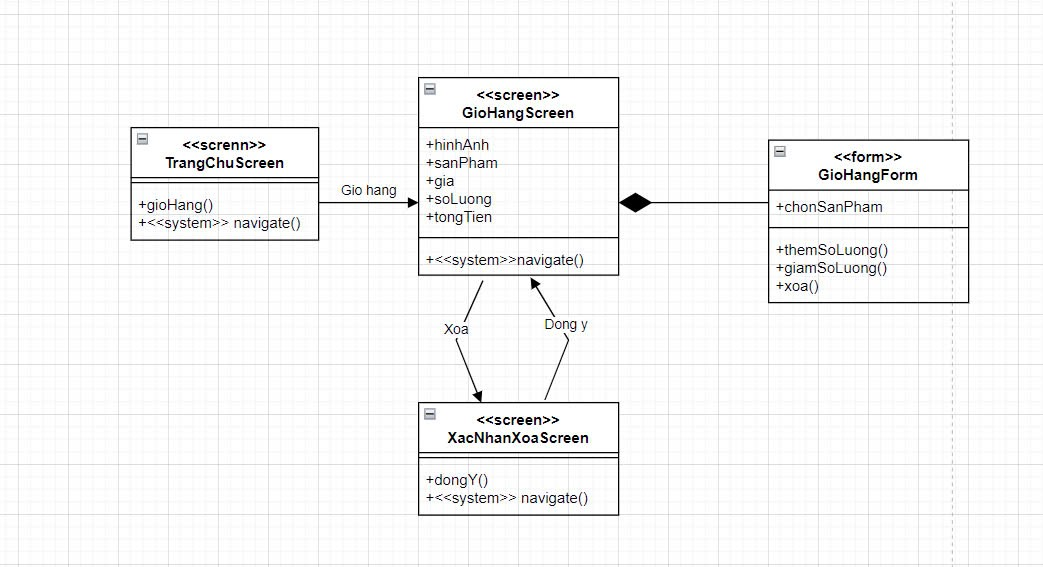 <<screnn>>
TrangChuScreen
+gioHang()
+<<system>> navigate()
Gio hang
<<screen>>
GioHangScreen
+hinhAnh
+sanPham
+gia
+soLuong
+tongTien
+<<system>>navigate()
<<form>>
GioHangForm
+chonSanPham
+themSoLuong()
+giamSoLuong()
+xoa()
Xoa
Dong y
<<screen>>
XacNhanXoaScreen
+dongY()
+<<system>> navigate()